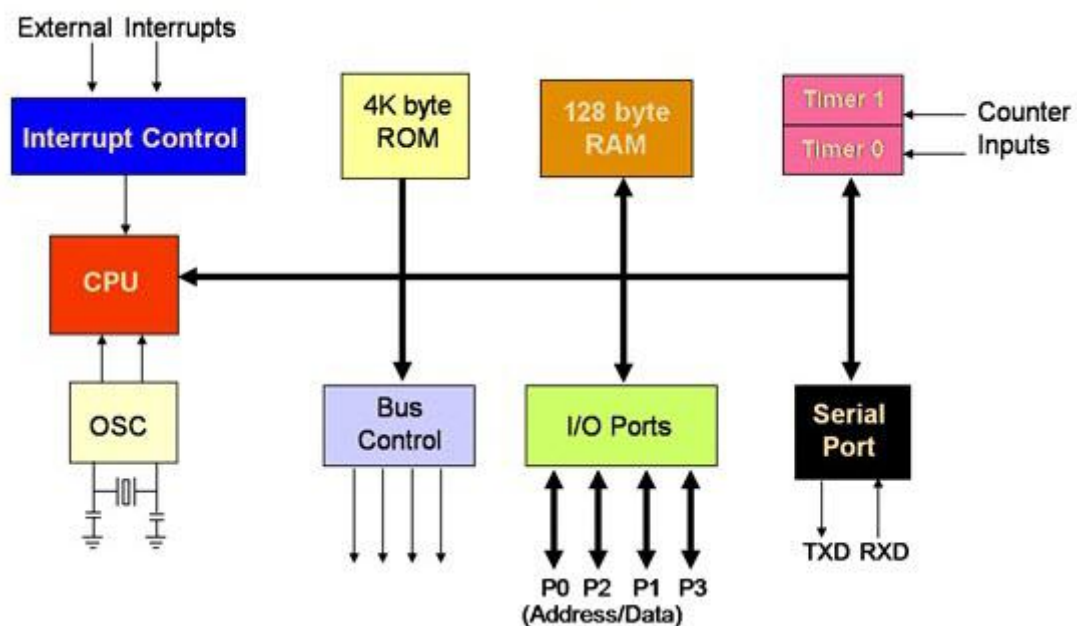 External Interrupts
Interrupt Control
4K byte
ROM
128 byte
RAM
Timer 1
Timer 0
Counter
Inputs
CPU
OSC
Bus
Control
I/O Ports
Serial
Port
TXD RXD
P0 P2 P1 P3
(Address/Data)